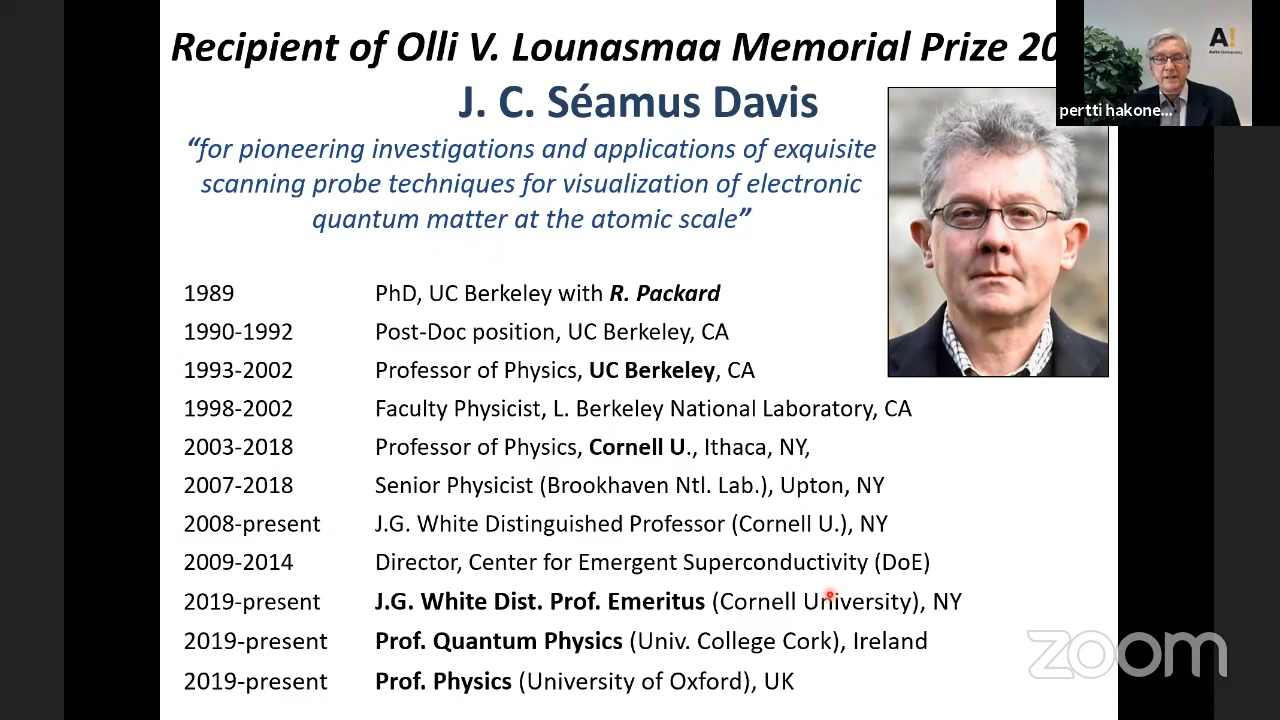 Recipient of Olli V. Lounasmaa Memorial Prize 20
J. C. Séamus Davis
“for pioneering investigations and applications of exquisite
scanning probe techniques for visualization of electronic
quantum matter at the atomic scale”
1989 PhD, UC Berkeley with R. Packard
1990-1992 Post-Doc position, UC Berkeley, CA
1993-2002 Professor of Physics, UC Berkeley, CA
1998-2002 Faculty Physicist, L. Berkeley National Laboratory, CA
2003-2018 Professor of Physics, Cornell U., Ithaca, NY,
2007-2018 Senior Physicist (Brookhaven Ntl. Lab.), Upton, NY
2008-present J.G. White Distinguished Professor (Cornell U.), NY
2009-2014 Director, Center for Emergent Superconductivity (DoE)
2019-present J.G. White Dist. Prof. Emeritus (Cornell University), NY
2019-present Prof. Quantum Physics (Univ. College Cork), Ireland
2019-present Prof. Physics (University of Oxford), UK
A!
Aalto University
pertti hakone...
zoom